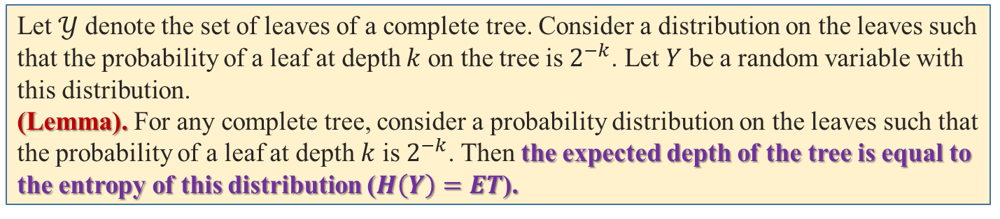 Let 𝒴 denote the set of leaves of a complete tree. Consider a distribution on the leaves such
that the probability of a leaf at depth k on the tree is 2⁻ᵏ. Let Y be a random variable with
this distribution.
(Lemma). For any complete tree, consider a probability distribution on the leaves such that
the probability of a leaf at depth k is 2⁻ᵏ. Then the expected depth of the tree is equal to
the entropy of this distribution (H(Y) = ET).